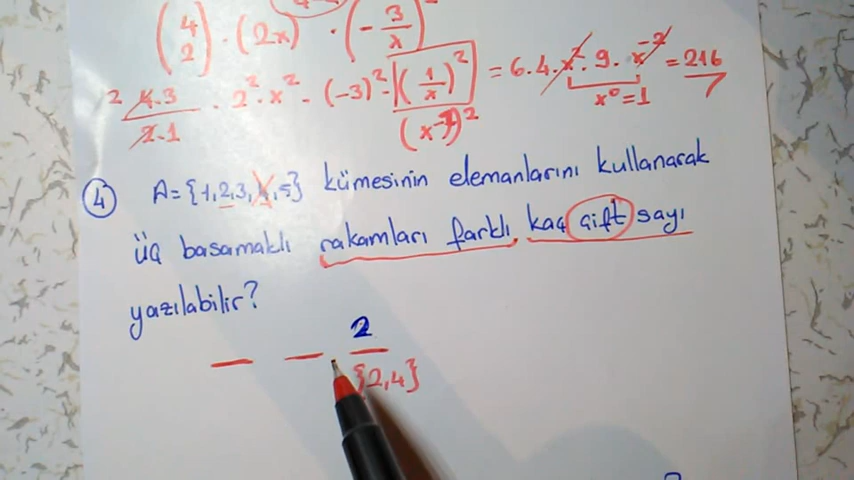 (4 2) · (2x) · (- 3/x)
2 4.3/2.1 · 2² · x² · (-3)² · (1/x)² = 6.4.x².9.x⁻² = 216
(x⁻¹)² x⁰=1
4 A={1,2,3,4,5} kümesinin elemanlarını kullanarak
üç basamaklı rakamları farklı kaç çift sayı
yazılabilir?
2
{2,4}